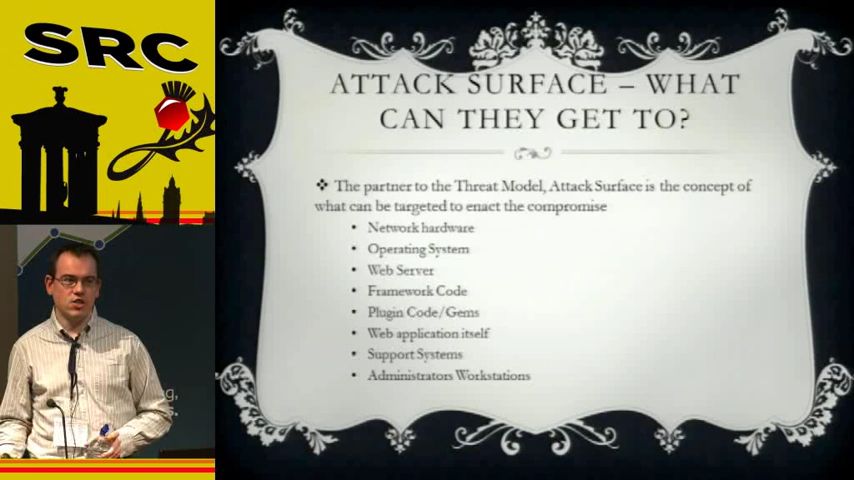 SRC
ATTACK SURFACE – WHAT
CAN THEY GET TO?
❖ The partner to the Threat Model, Attack Surface is the concept of
what can be targeted to enact the compromise
• Network hardware
• Operating System
• Web Server
• Framework Code
• Plugin Code/Gems
• Web application itself
• Support Systems
• Administrators Workstations